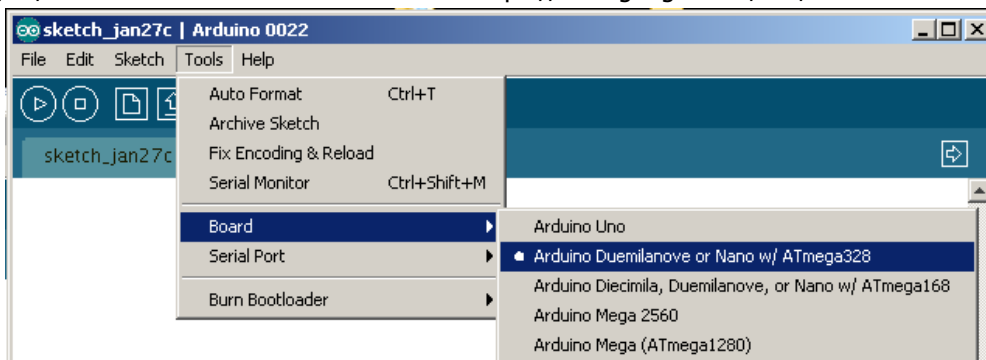 sketch_jan27c | Arduino 0022
File Edit Sketch Tools Help
Auto Format Ctrl+T
Archive Sketch
sketch_jan27c
Fix Encoding & Reload
Serial Monitor Ctrl+Shift+M
Board
Serial Port
Burn Bootloader
Arduino Uno
Arduino Duemilanove or Nano w/ ATmega328
Arduino Diecimila, Duemilanove, or Nano w/ ATmega168
Arduino Mega 2560
Arduino Mega (ATmega1280)